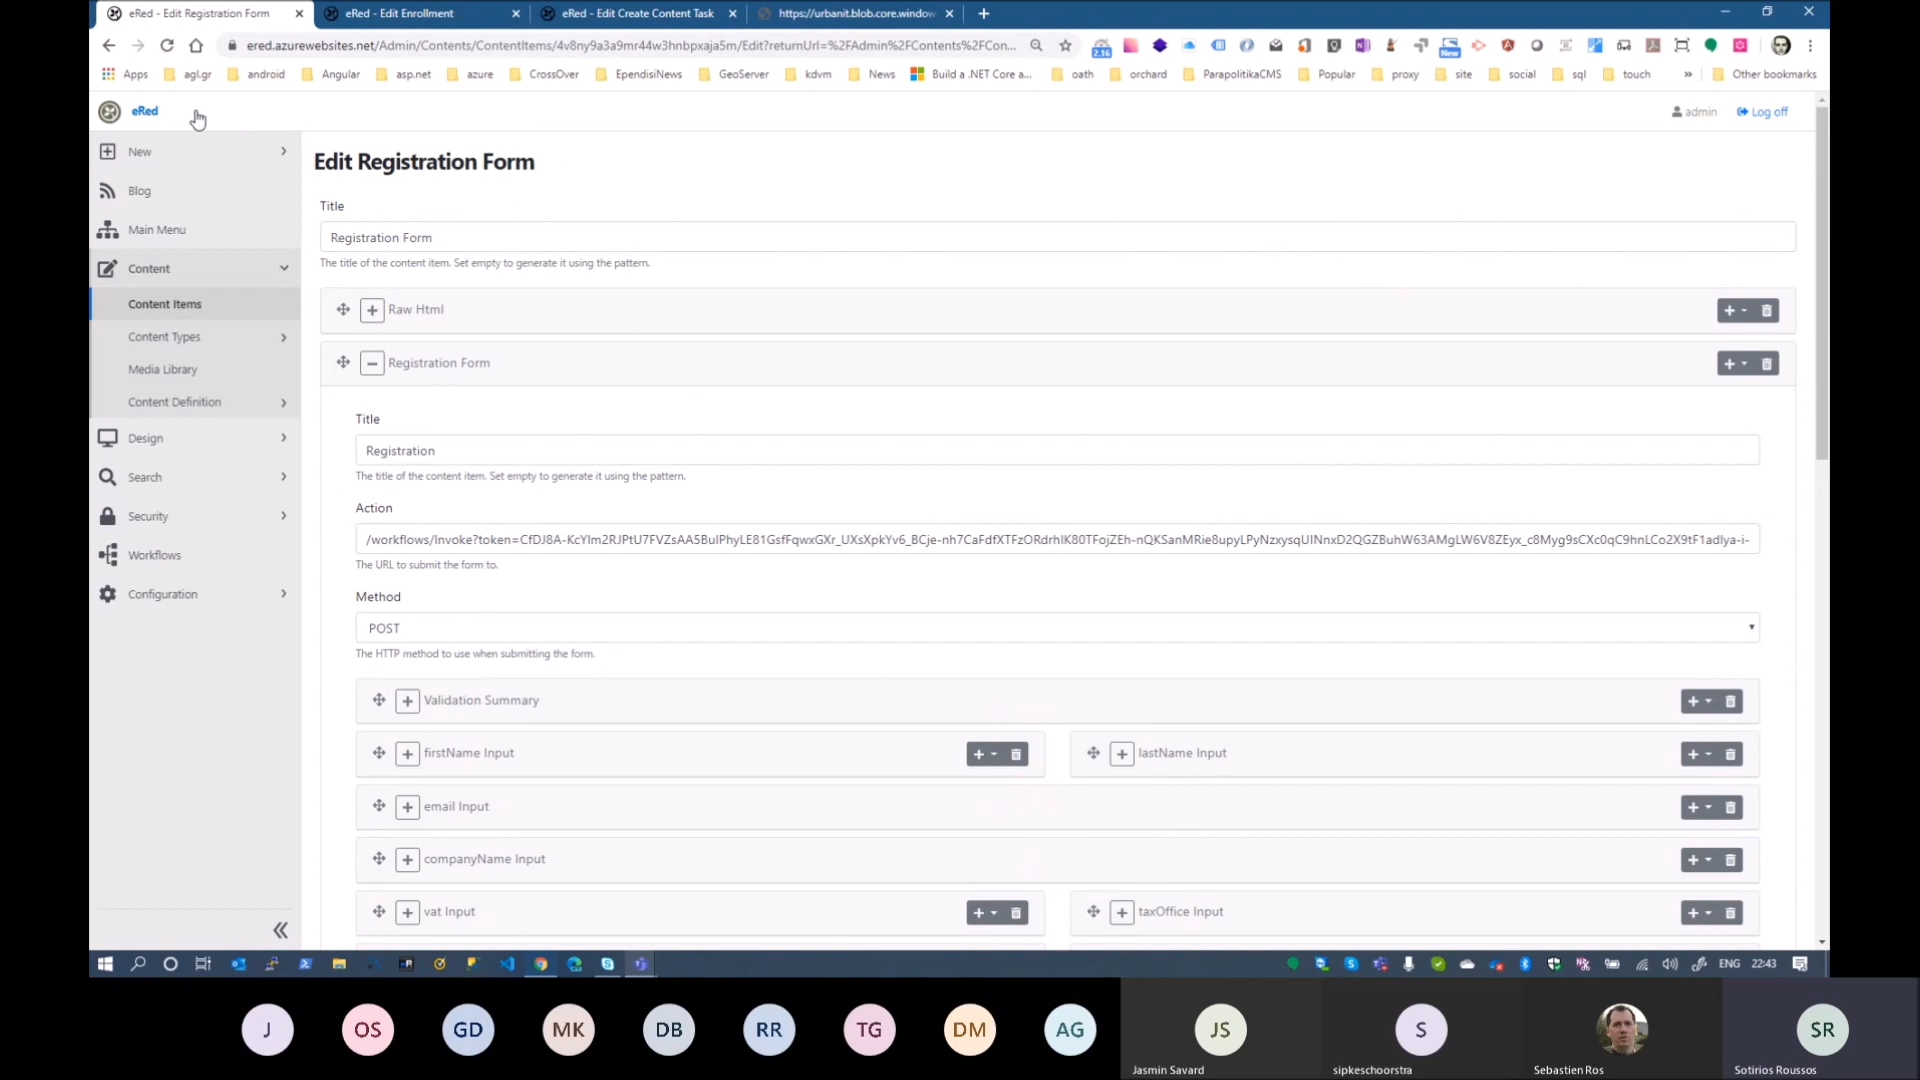 eRed - Edit Registration Form
eRed - Edit Enrollment
eRed - Edit Create Content Task
https://urbanit.blob.core.window
ered.azurewebsites.net/Admin/Contents/ContentItems/4v8ny9a3a9mr44w3hnbpxaja5m/Edit?returnUrl=%2FAdmin%2FContents%2FCon...
2.16
New
Apps
agl.gr
android
Angular
asp.net
azure
CrossOver
EpendisiNews
GeoServer
kdvm
News
Build a .NET Core a...
oath
orchard
ParapolitikaCMS
Popular
proxy
site
social
sql
touch
»
Other bookmarks
eRed
admin
Log off
New
Blog
Main Menu
Content
Content Items
Content Types
Media Library
Content Definition
Design
Search
Security
Workflows
Configuration
Edit Registration Form
Title
Registration Form
The title of the content item. Set empty to generate it using the pattern.
Raw Html
Registration Form
Title
Registration
The title of the content item. Set empty to generate it using the pattern.
Action
The URL to submit the form to.
Method
POST
The HTTP method to use when submitting the form.
Validation Summary
firstName Input
lastName Input
email Input
companyName Input
vat Input
taxOffice Input
ENG
22:43
J
OS
GD
MK
DB
RR
TG
DM
AG
JS
S
SR
Jasmin Savard
sipkeschoorstra
Sebastien Ros
Sotirios Roussos